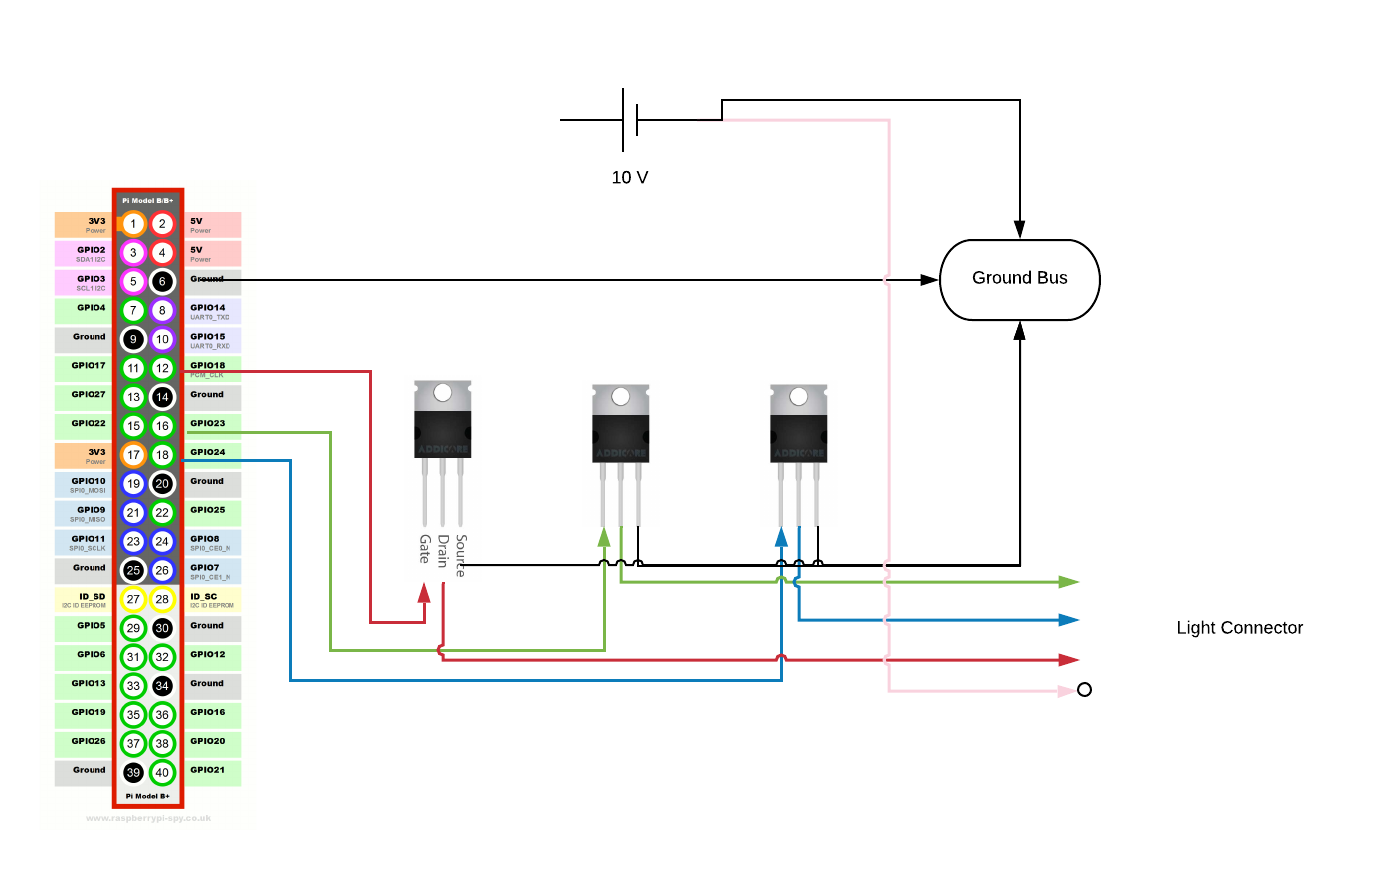 10 V
Ground Bus
Pi Model B/B+
3V3
Power
1
2
5V
Power
GPIO2
SDA1 I2C
3
4
5V
Power
GPIO3
SCL1 I2C
5
6
Ground
GPIO4
7
8
GPIO14
UART0_TXD
Ground
9
10
GPIO15
UART0_RXD
GPIO17
11
12
GPIO18
PCM_CLK
GPIO27
13
14
Ground
GPIO22
15
16
GPIO23
3V3
Power
17
18
GPIO24
GPIO10
SPI0_MOSI
19
20
Ground
GPIO9
SPI0_MISO
21
22
GPIO25
GPIO11
SPI0_SCLK
23
24
GPIO8
SPI0_CE0_N
Ground
25
26
GPIO7
SPI0_CE1_N
ID_SD
I2C ID EEPROM
27
28
ID_SC
I2C ID EEPROM
GPIO5
29
30
Ground
GPIO6
31
32
GPIO12
GPIO13
33
34
Ground
GPIO19
35
36
GPIO16
GPIO26
37
38
GPIO20
Ground
39
40
GPIO21
Pi Model B+
www.raspberrypi-spy.co.uk
ADDICORE
ADDICORE
ADDICORE
Gate
Drain
Source
Light Connector